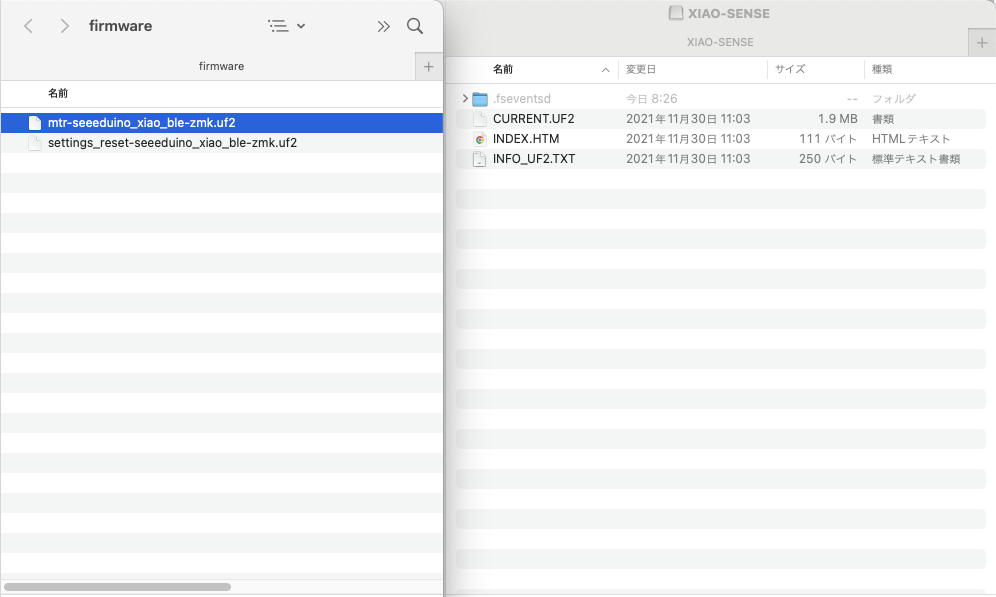 firmware
firmware
名前
mtr-seeeduino_xiao_ble-zmk.uf2
settings_reset-seeeduino_xiao_ble-zmk.uf2
XIAO-SENSE
XIAO-SENSE
名前 変更日 サイズ 種類
.fseventsd 今日 8:26 -- フォルダ
CURRENT.UF2 2021年11月30日 11:03 1.9 MB 書類
INDEX.HTM 2021年11月30日 11:03 111 バイト HTMLテキスト
INFO_UF2.TXT 2021年11月30日 11:03 250 バイト 標準テキスト書類